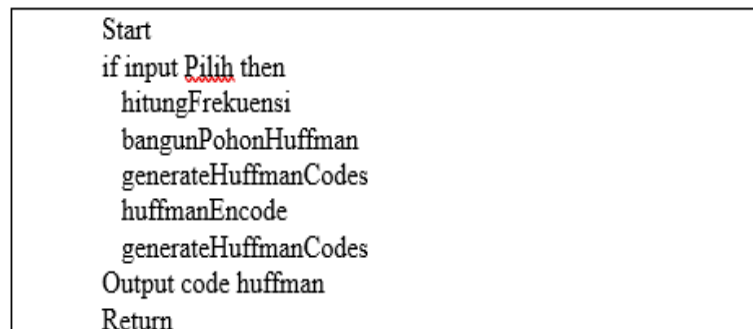 Start
if input Pilih then
hitungFrekuensi
bangunPohonHuffman
generateHuffmanCodes
huffmanEncode
generateHuffmanCodes
Output code huffman
Return